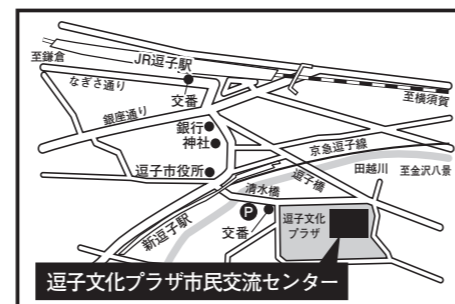 JR逗子駅
至鎌倉
なぎさ通り
交番
至横須賀
銀座通り
銀行
神社
京急逗子線
逗子市役所
逗子橋
田越川
至金沢八景
清水橋
P
新逗子駅
交番
逗子文化
プラザ
逗子文化プラザ市民交流センター